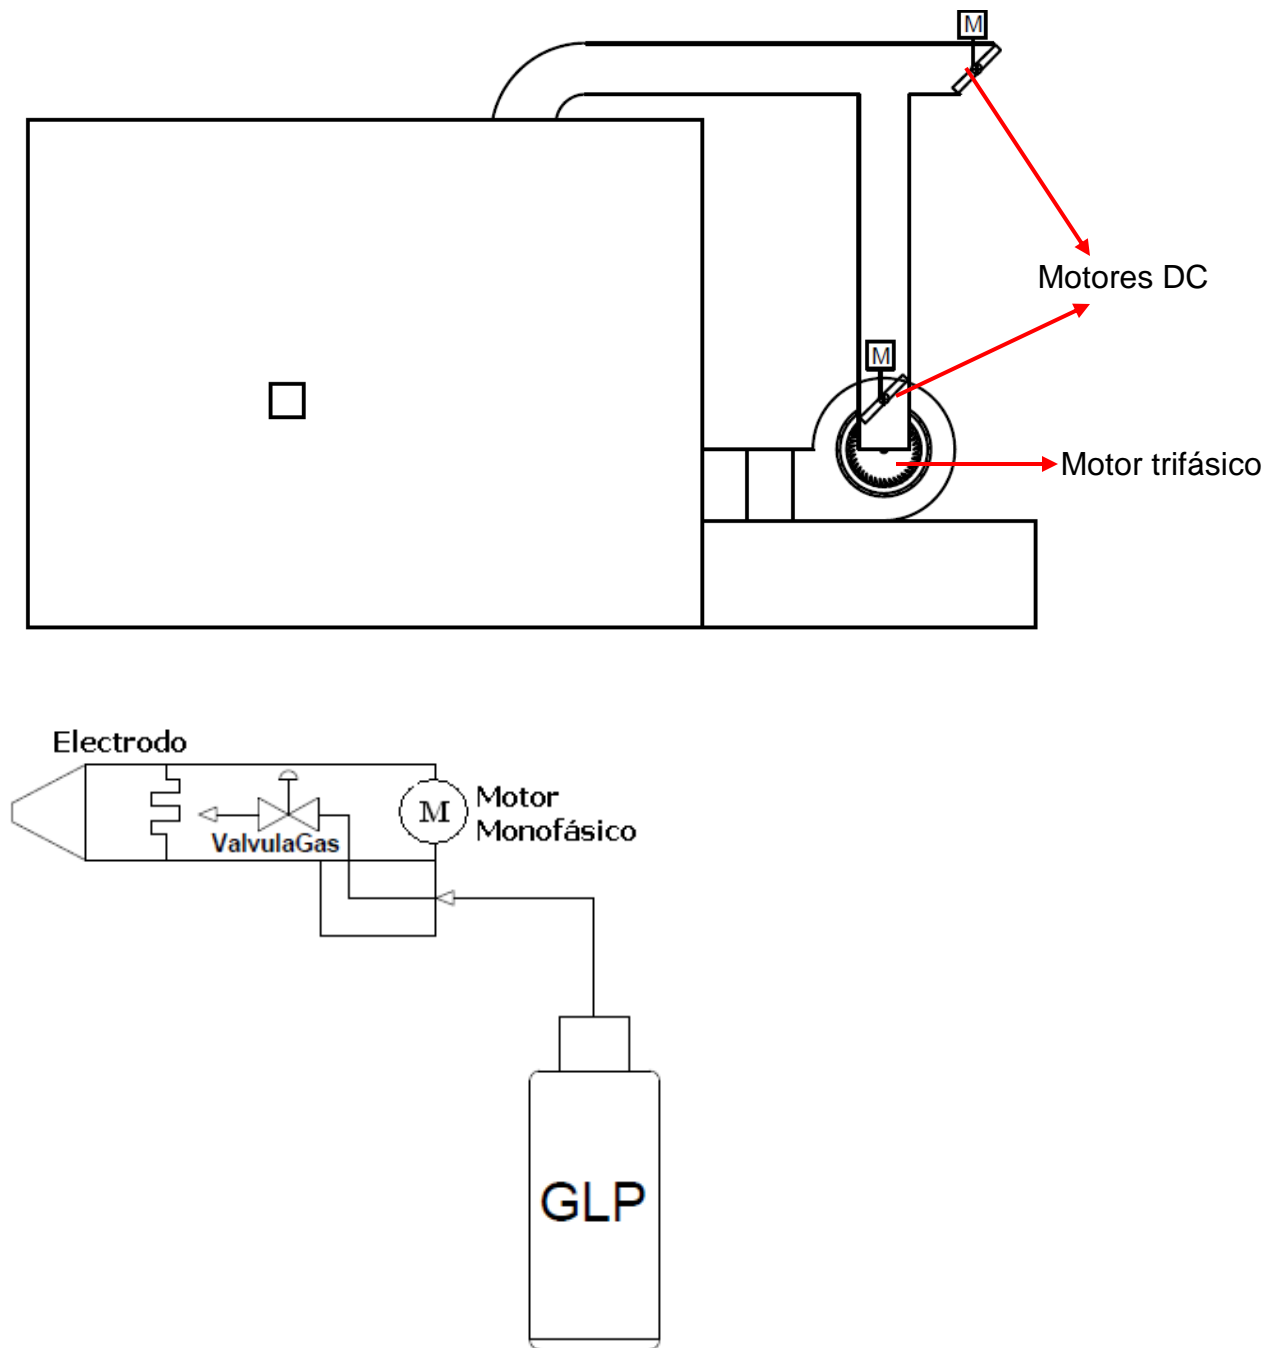 M
Motores DC
M
Motor trifásico
Electrodo
M
Motor
Monofásico
ValvulaGas
GLP